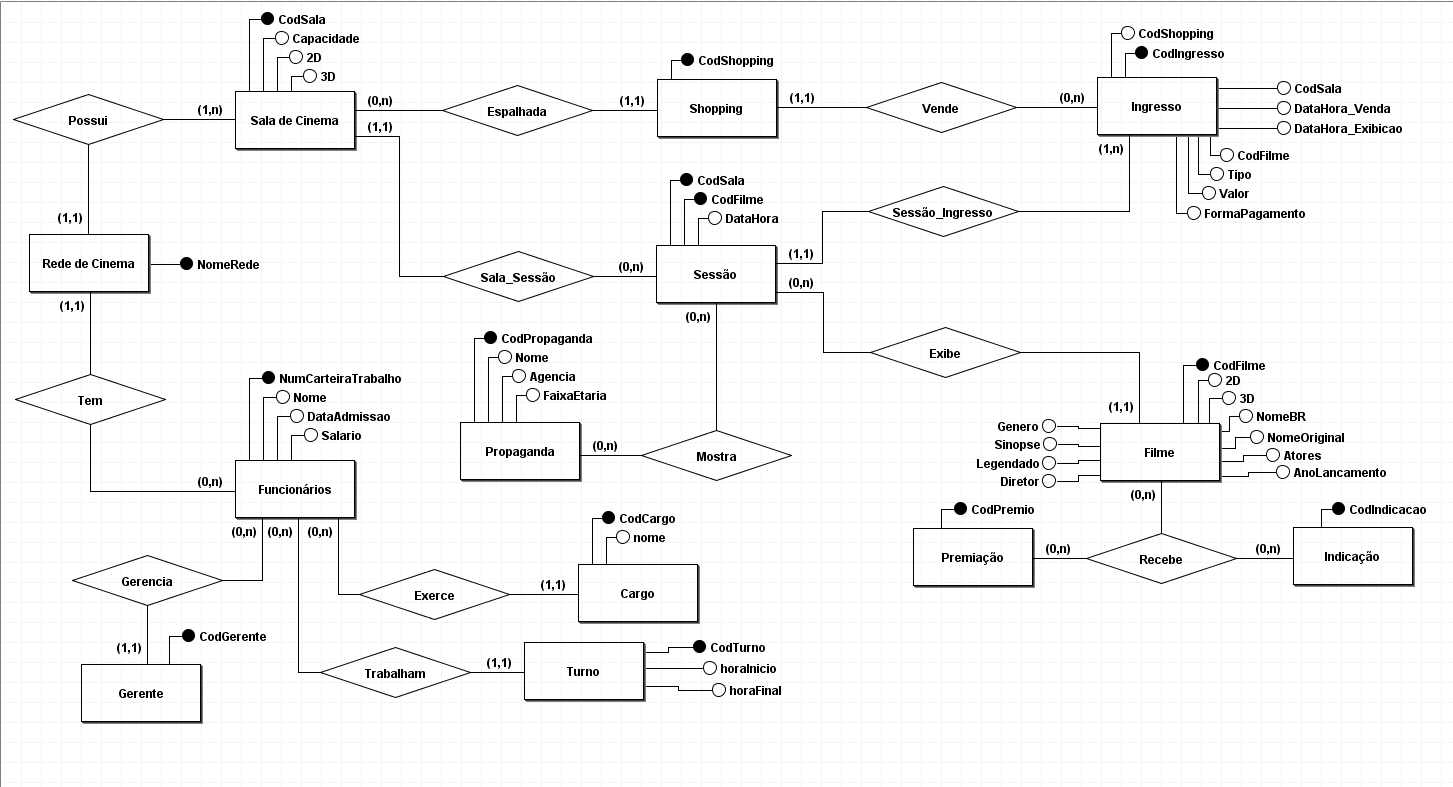 CodSala
Capacidade
2D
3D
Possui
(1,n)
Sala de Cinema
(0,n)
(1,1)
Espalhada
(1,1)
CodShopping
Shopping
(1,1)
Vende
(0,n)
CodShopping
CodIngresso
Ingresso
CodSala
DataHora_Venda
DataHora_Exibicao
(1,n)
CodFilme
Tipo
Valor
FormaPagamento
(1,1)
Rede de Cinema
NomeRede
(1,1)
CodSala
CodFilme
DataHora
Sessão_Ingresso
Sala_Sessão
(0,n)
Sessão
(1,1)
(0,n)
(0,n)
Exibe
(1,1)
CodPropaganda
Nome
Agencia
FaixaEtaria
Propaganda
(0,n)
Mostra
CodFilme
2D
3D
NomeBR
NomeOriginal
Atores
AnoLancamento
Genero
Sinopse
Legendado
Diretor
Filme
(0,n)
Tem
(0,n)
NumCarteiraTrabalho
Nome
DataAdmissao
Salario
Funcionários
(0,n)
(0,n)
(0,n)
CodPremio
Premiação
(0,n)
Recebe
(0,n)
CodIndicacao
Indicação
Gerencia
(1,1)
CodGerente
Gerente
Exerce
(1,1)
CodCargo
nome
Cargo
Trabalham
(1,1)
Turno
CodTurno
horaInicio
horaFinal